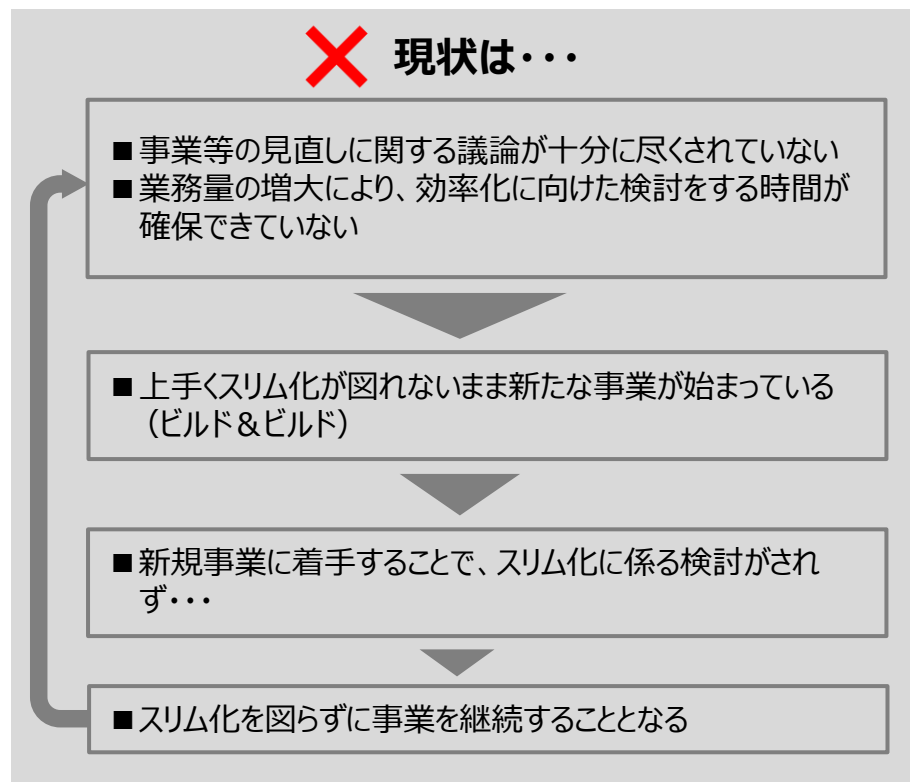 現状は・・・
■事業等の見直しに関する議論が十分に尽くされていない
■業務量の増大により、効率化に向けた検討をする時間が
確保できていない
■上手くスリム化が図れないまま新たな事業が始まっている
(ビルド&ビルド)
■新規事業に着手することで、スリム化に係る検討がされ
ず・・・
■スリム化を図らずに事業を継続することとなる